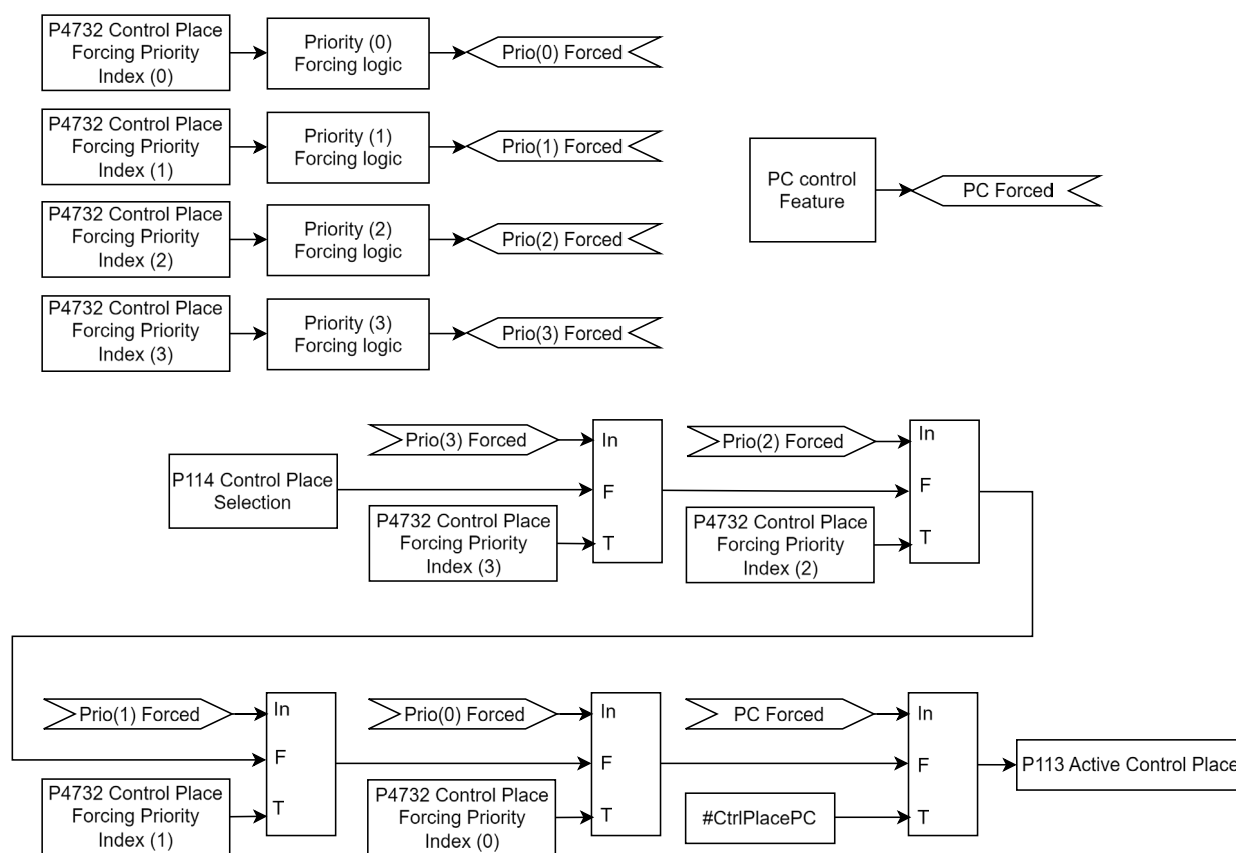 P4732 Control Place
Forcing Priority
Index (0)
Priority (0)
Forcing logic
Prio(0) Forced
P4732 Control Place
Forcing Priority
Index (1)
Priority (1)
Forcing logic
Prio(1) Forced
PC control
Feature
PC Forced
P4732 Control Place
Forcing Priority
Index (2)
Priority (2)
Forcing logic
Prio(2) Forced
P4732 Control Place
Forcing Priority
Index (3)
Priority (3)
Forcing logic
Prio(3) Forced
P114 Control Place
Selection
Prio(3) Forced
P4732 Control Place
Forcing Priority
Index (3)
In
F
T
Prio(2) Forced
P4732 Control Place
Forcing Priority
Index (2)
In
F
T
Prio(1) Forced
P4732 Control Place
Forcing Priority
Index (1)
In
F
T
Prio(0) Forced
P4732 Control Place
Forcing Priority
Index (0)
In
F
T
PC Forced
#CtrlPlacePC
In
F
T
P113 Active Control Place